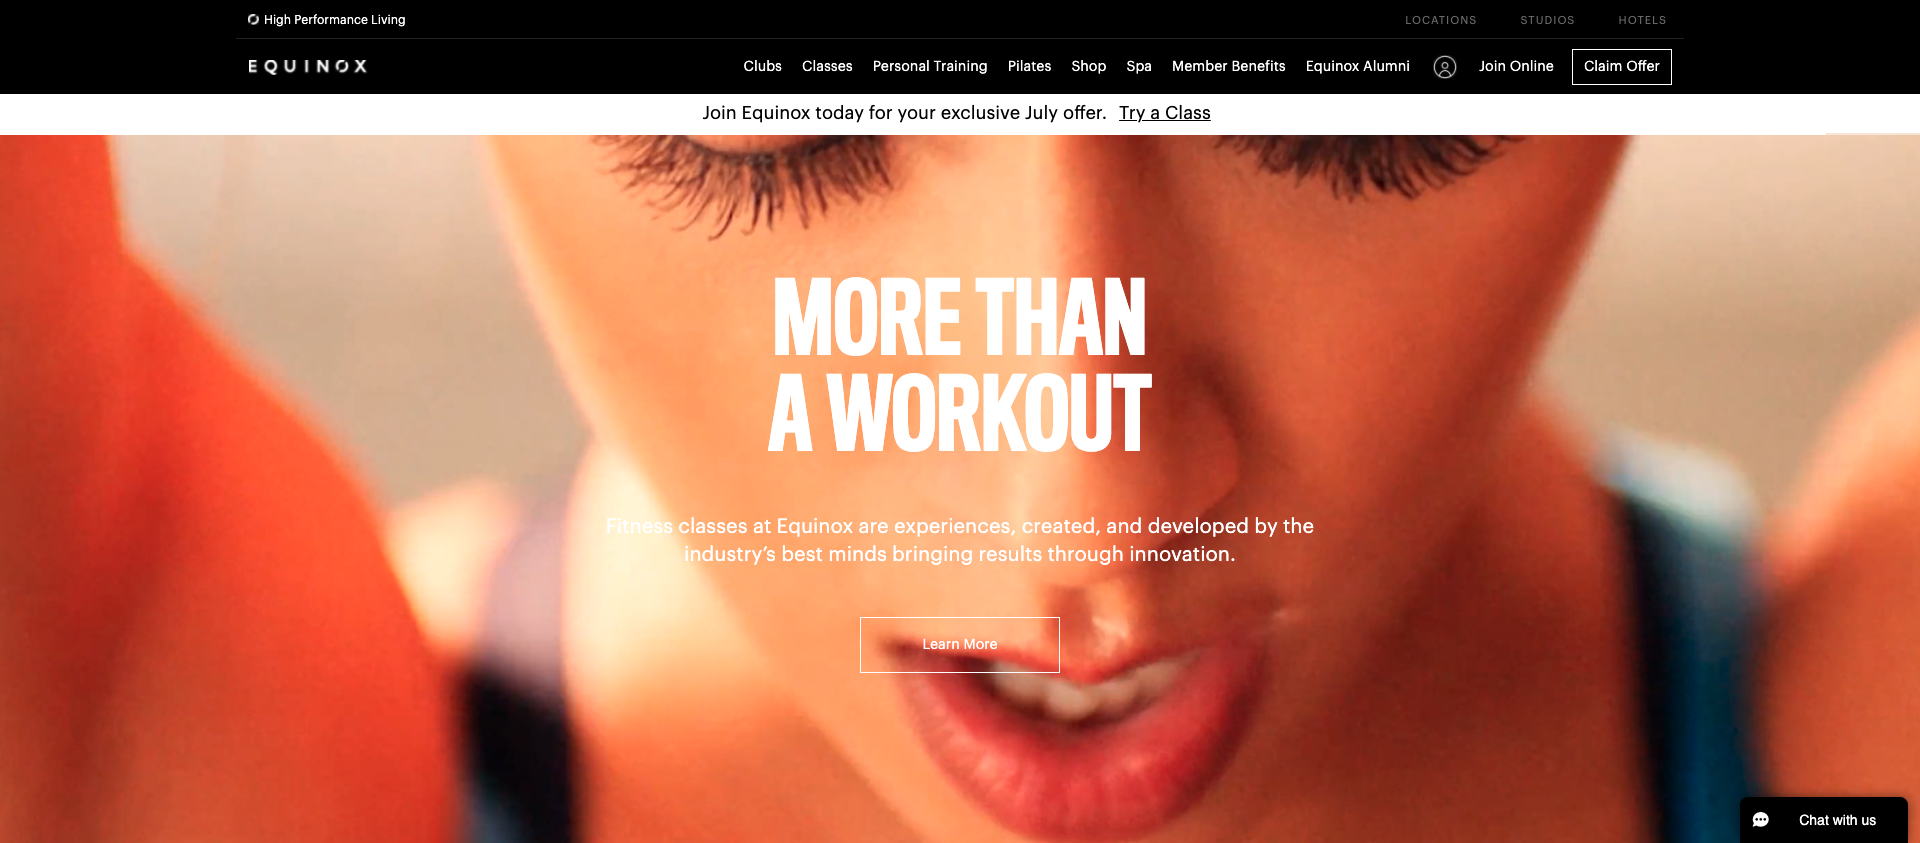 High Performance Living
LOCATIONS STUDIOS HOTELS
EQUINOX
Clubs Classes Personal Training Pilates Shop Spa Member Benefits Equinox Alumni Join Online Claim Offer
Join Equinox today for your exclusive July offer. Try a Class
MORE THAN
A WORKOUT
Fitness classes at Equinox are experiences, created, and developed by the
industry’s best minds bringing results through innovation.
Learn More
Chat with us